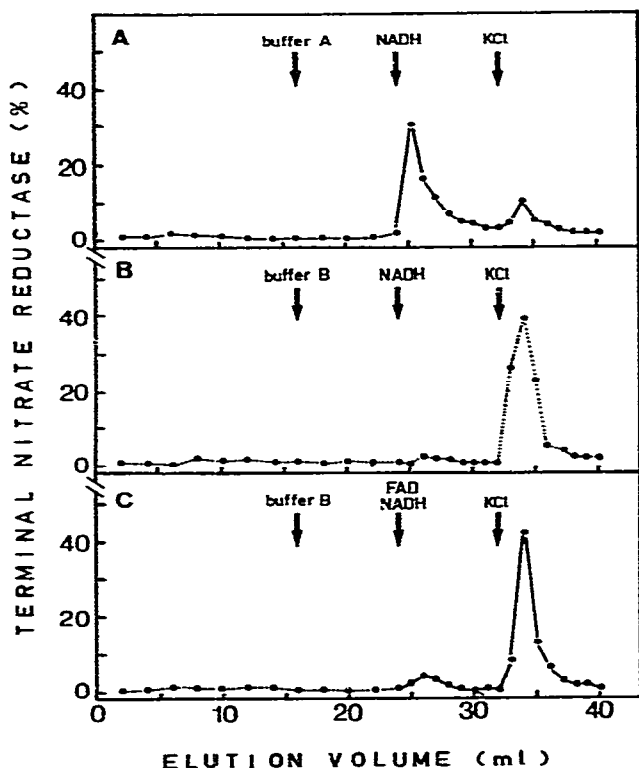 TERMINAL NITRATE REDUCTASE (%)
A
buffer A NADH KCl
40
20
0
B
buffer B NADH KCl
40
20
0
C
buffer B FAD NADH KCl
40
20
0
0 10 20 30 40
ELUTION VOLUME (ml)